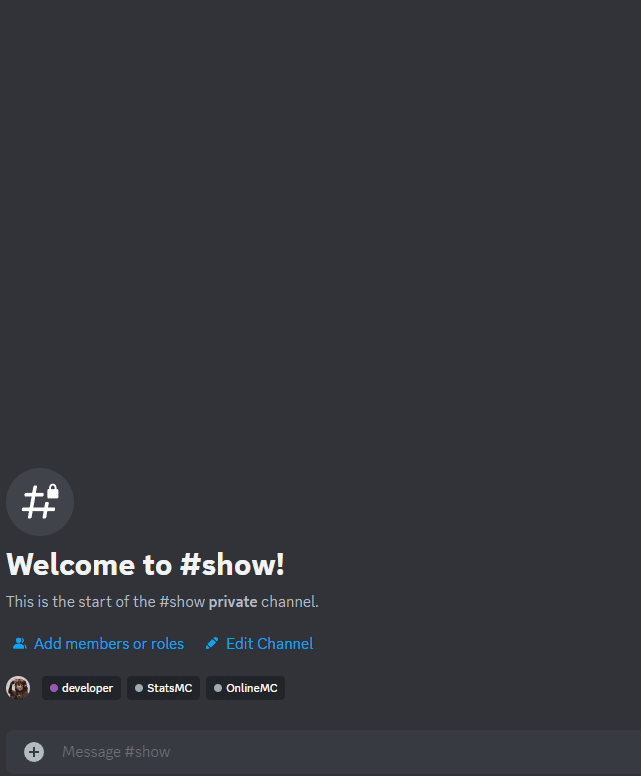 Welcome to #show!
This is the start of the #show private channel.
Add members or roles Edit Channel
developer StatsMC OnlineMC
Message #show